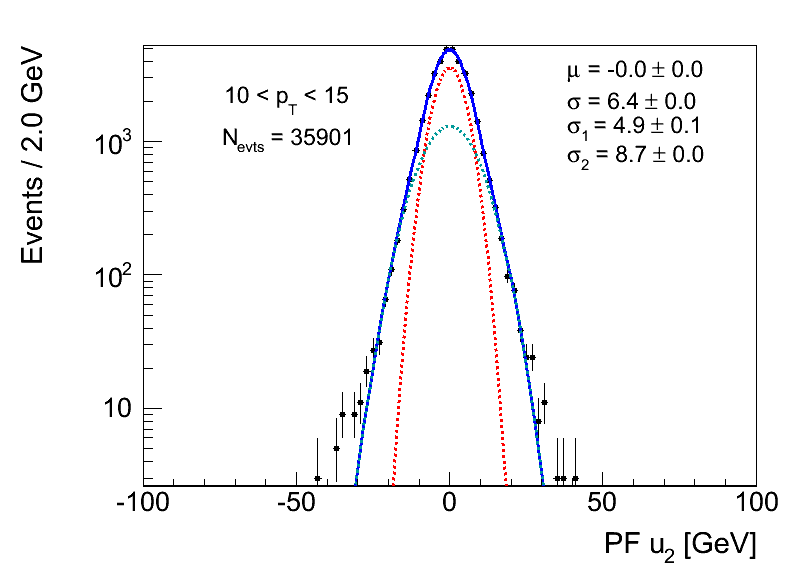 Events / 2.0 GeV
10 < p_T < 15
N_evts = 35901
μ = -0.0 ± 0.0
σ = 6.4 ± 0.0
σ_1 = 4.9 ± 0.1
σ_2 = 8.7 ± 0.0
10^3
10^2
10
-100 -50 0 50 100
PF u_2 [GeV]